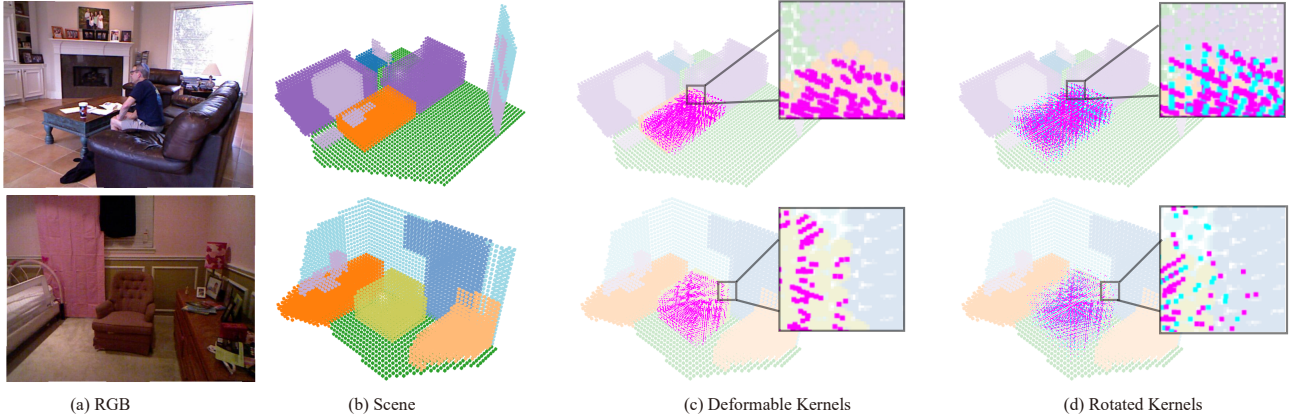 (a) RGB
(b) Scene
(c) Deformable Kernels
(d) Rotated Kernels